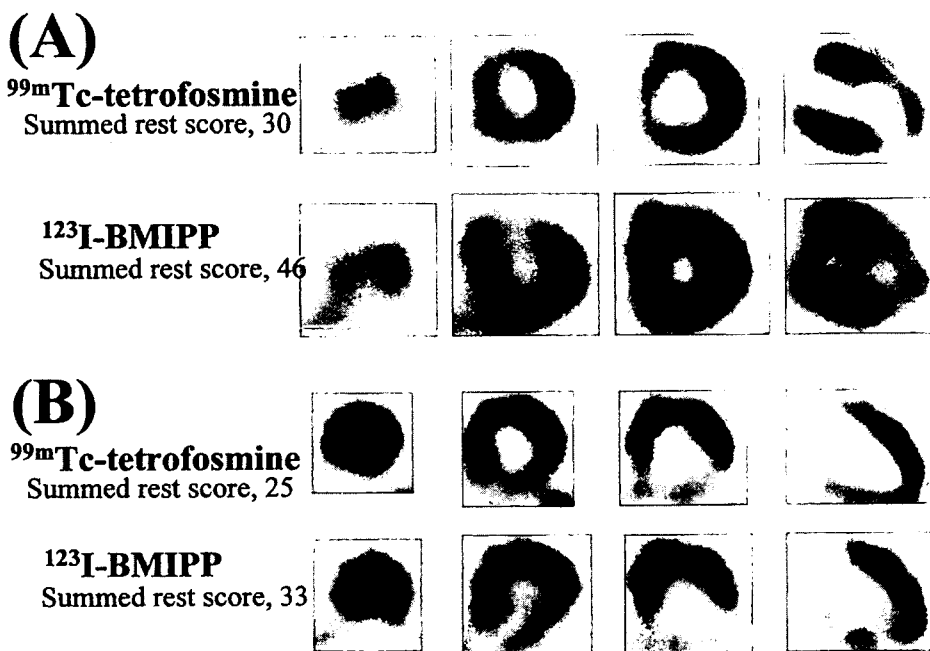 (A)
99mTc-tetrofosmine
Summed rest score, 30
123I-BMIPP
Summed rest score, 46
(B)
99mTc-tetrofosmine
Summed rest score, 25
123I-BMIPP
Summed rest score, 33